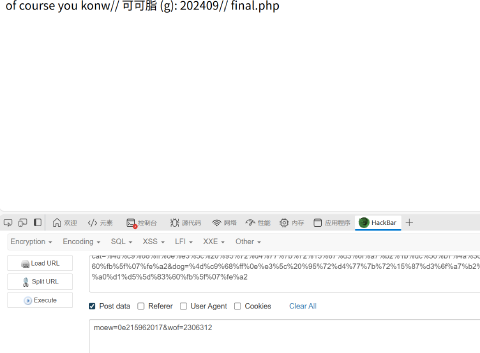 of course you konw// 可可脂 (g): 202409// final.php
欢迎 元素 控制台 源代码 网络 性能 内存 应用程序 HackBar
Encryption Encoding SQL XSS LFI XXE Other
Load URL
Split URL
Execute
60%fb%5f%07%fe%a2&dog=%4d%c9%68%ff%0e%e3%5c%20%95%72%d4%77%7b%72%15%87%d3%6f%a7%b2%
%a0%d1%d5%5d%83%60%fb%5f%07%fe%a2
Post data Referer User Agent Cookies Clear All
moew=0e215962017&wof=2306312